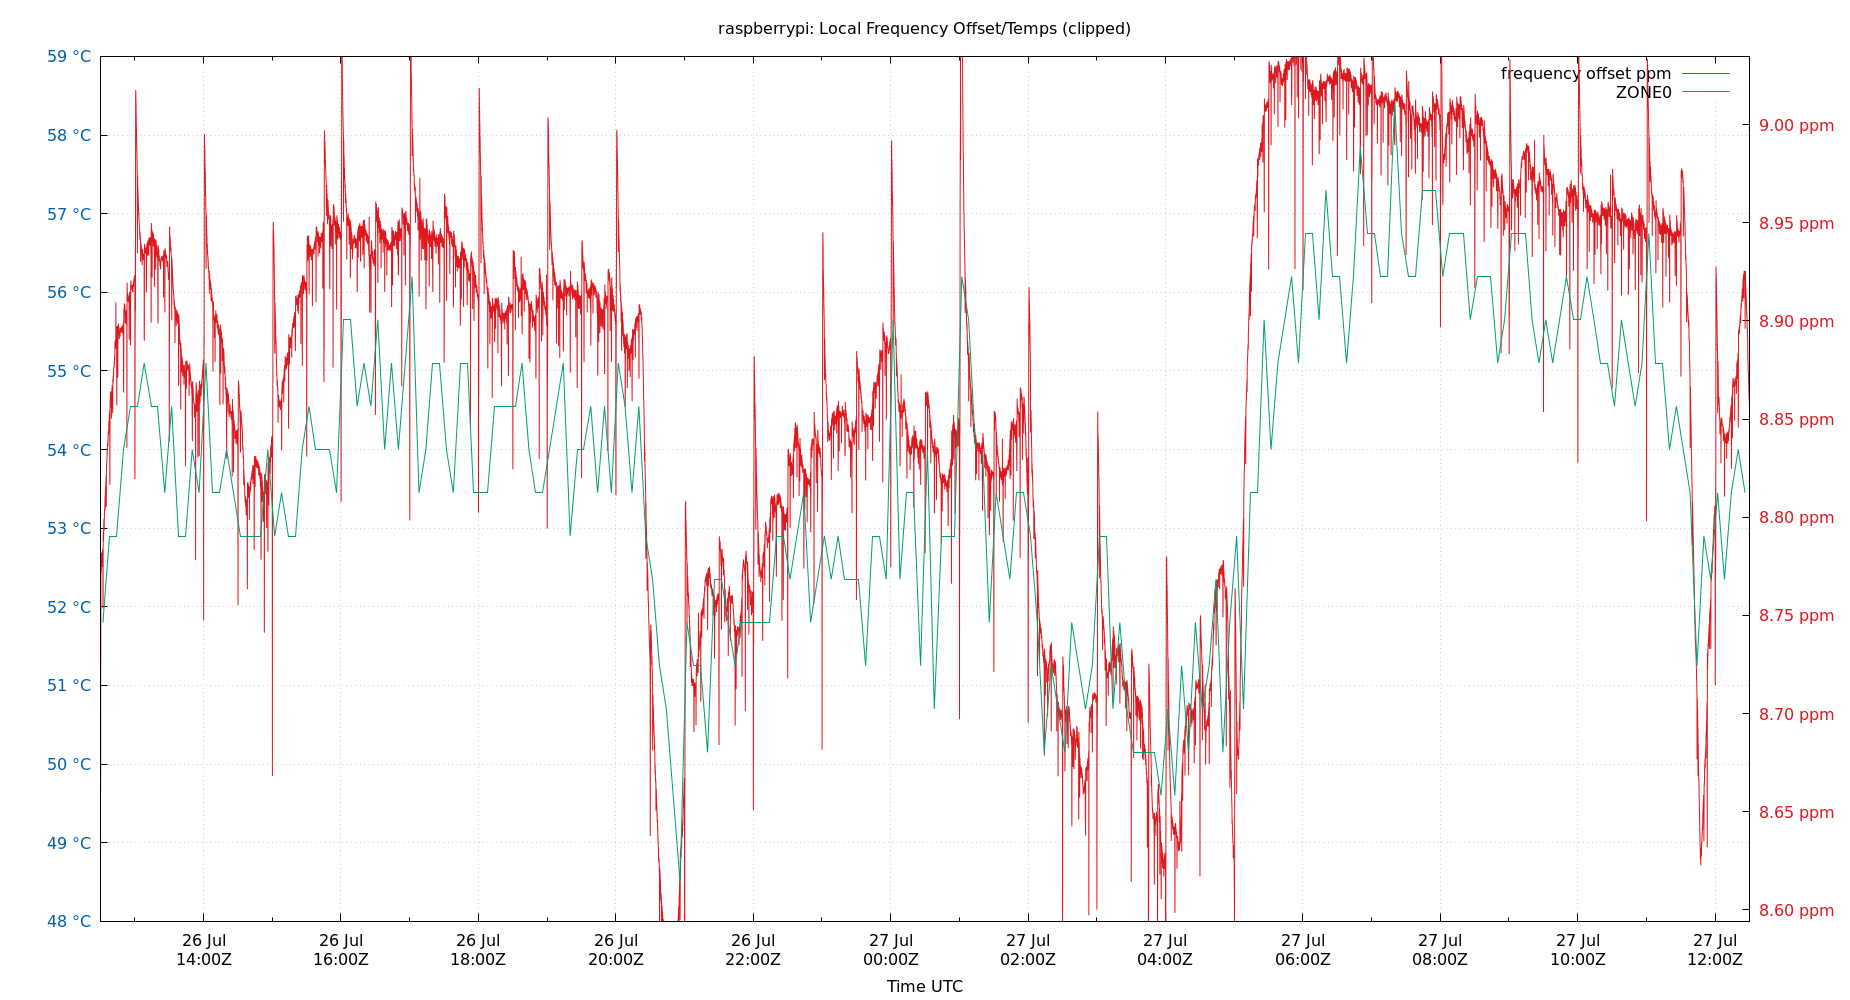 raspberrypi: Local Frequency Offset/Temps (clipped)
59 °C
58 °C
57 °C
56 °C
55 °C
54 °C
53 °C
52 °C
51 °C
50 °C
49 °C
48 °C
frequency offset ppm
ZONE0
9.00 ppm
8.95 ppm
8.90 ppm
8.85 ppm
8.80 ppm
8.75 ppm
8.70 ppm
8.65 ppm
8.60 ppm
26 Jul
14:00Z
26 Jul
16:00Z
26 Jul
18:00Z
26 Jul
20:00Z
26 Jul
22:00Z
27 Jul
00:00Z
27 Jul
02:00Z
27 Jul
04:00Z
27 Jul
06:00Z
27 Jul
08:00Z
27 Jul
10:00Z
27 Jul
12:00Z
Time UTC